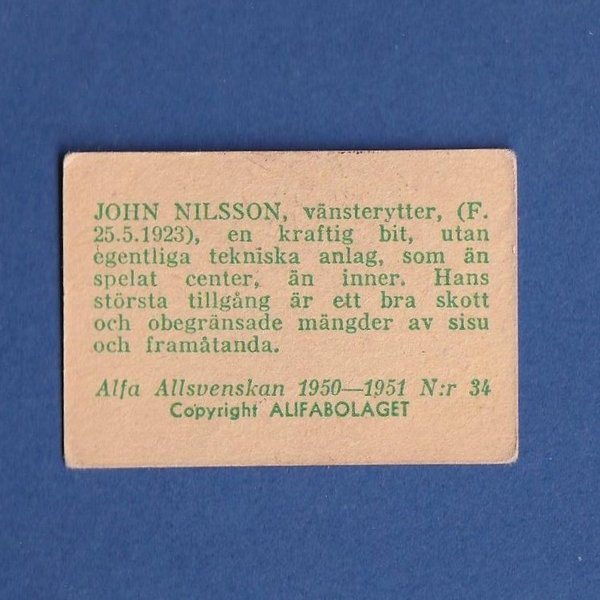 JOHN NILSSON, vänsterytter, (F.
25.5.1923), en kraftig bit, utan
egentliga tekniska anlag, som än
spelat center, än inner. Hans
största tillgång är ett bra skott
och obegränsade mängder av sisu
och framåtanda.
Alfa Allsvenskan 1950—1951 N:r 34
Copyright ALIFABOLAGET